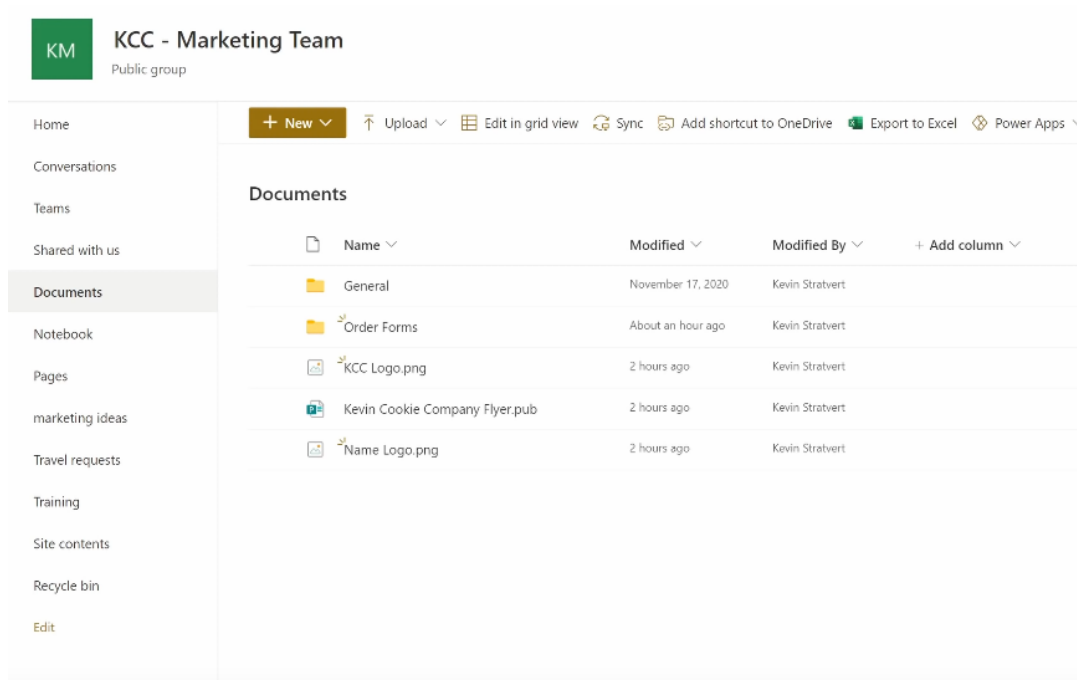 KM
KCC - Marketing Team
Public group
Home
Conversations
Teams
Shared with us
Documents
Notebook
Pages
marketing ideas
Travel requests
Training
Site contents
Recycle bin
Edit
+ New Upload Edit in grid view Sync Add shortcut to OneDrive Export to Excel Power Apps
Documents
Name Modified Modified By + Add column
General November 17, 2020 Kevin Stratvert
Order Forms About an hour ago Kevin Stratvert
KCC Logo.png 2 hours ago Kevin Stratvert
Kevin Cookie Company Flyer.pub 2 hours ago Kevin Stratvert
Name Logo.png 2 hours ago Kevin Stratvert